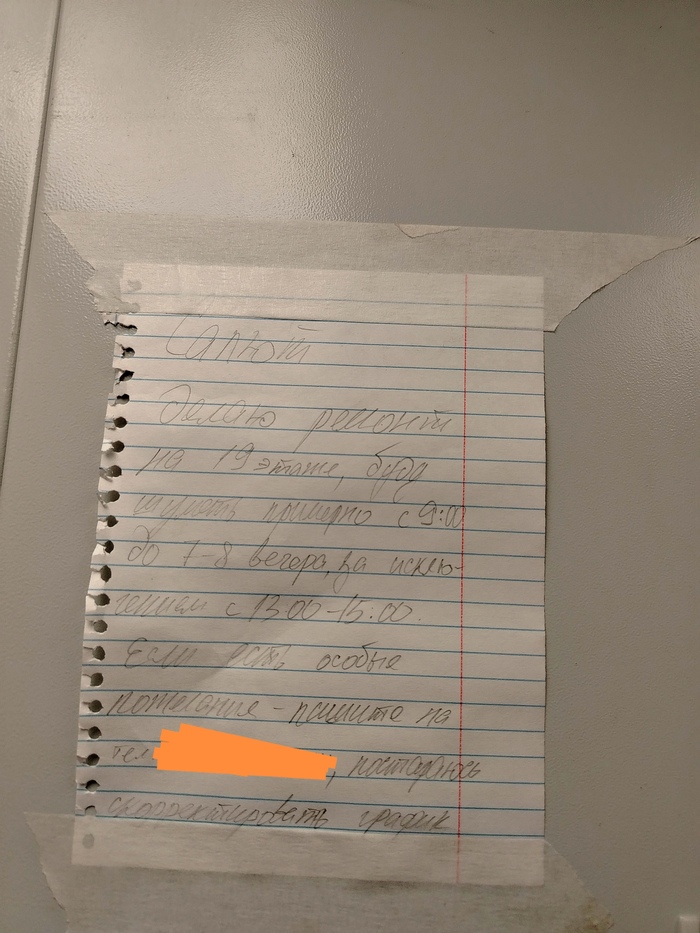 Салют
Делаю ремонт
на 19 этаже, буду
шуметь примерно с 9:00
до 7-8 вечера, за исклю-
чением с 13.00-15:00.
Если есть особые
пожелания - пишите на
тел , постараюсь
скорректировать график